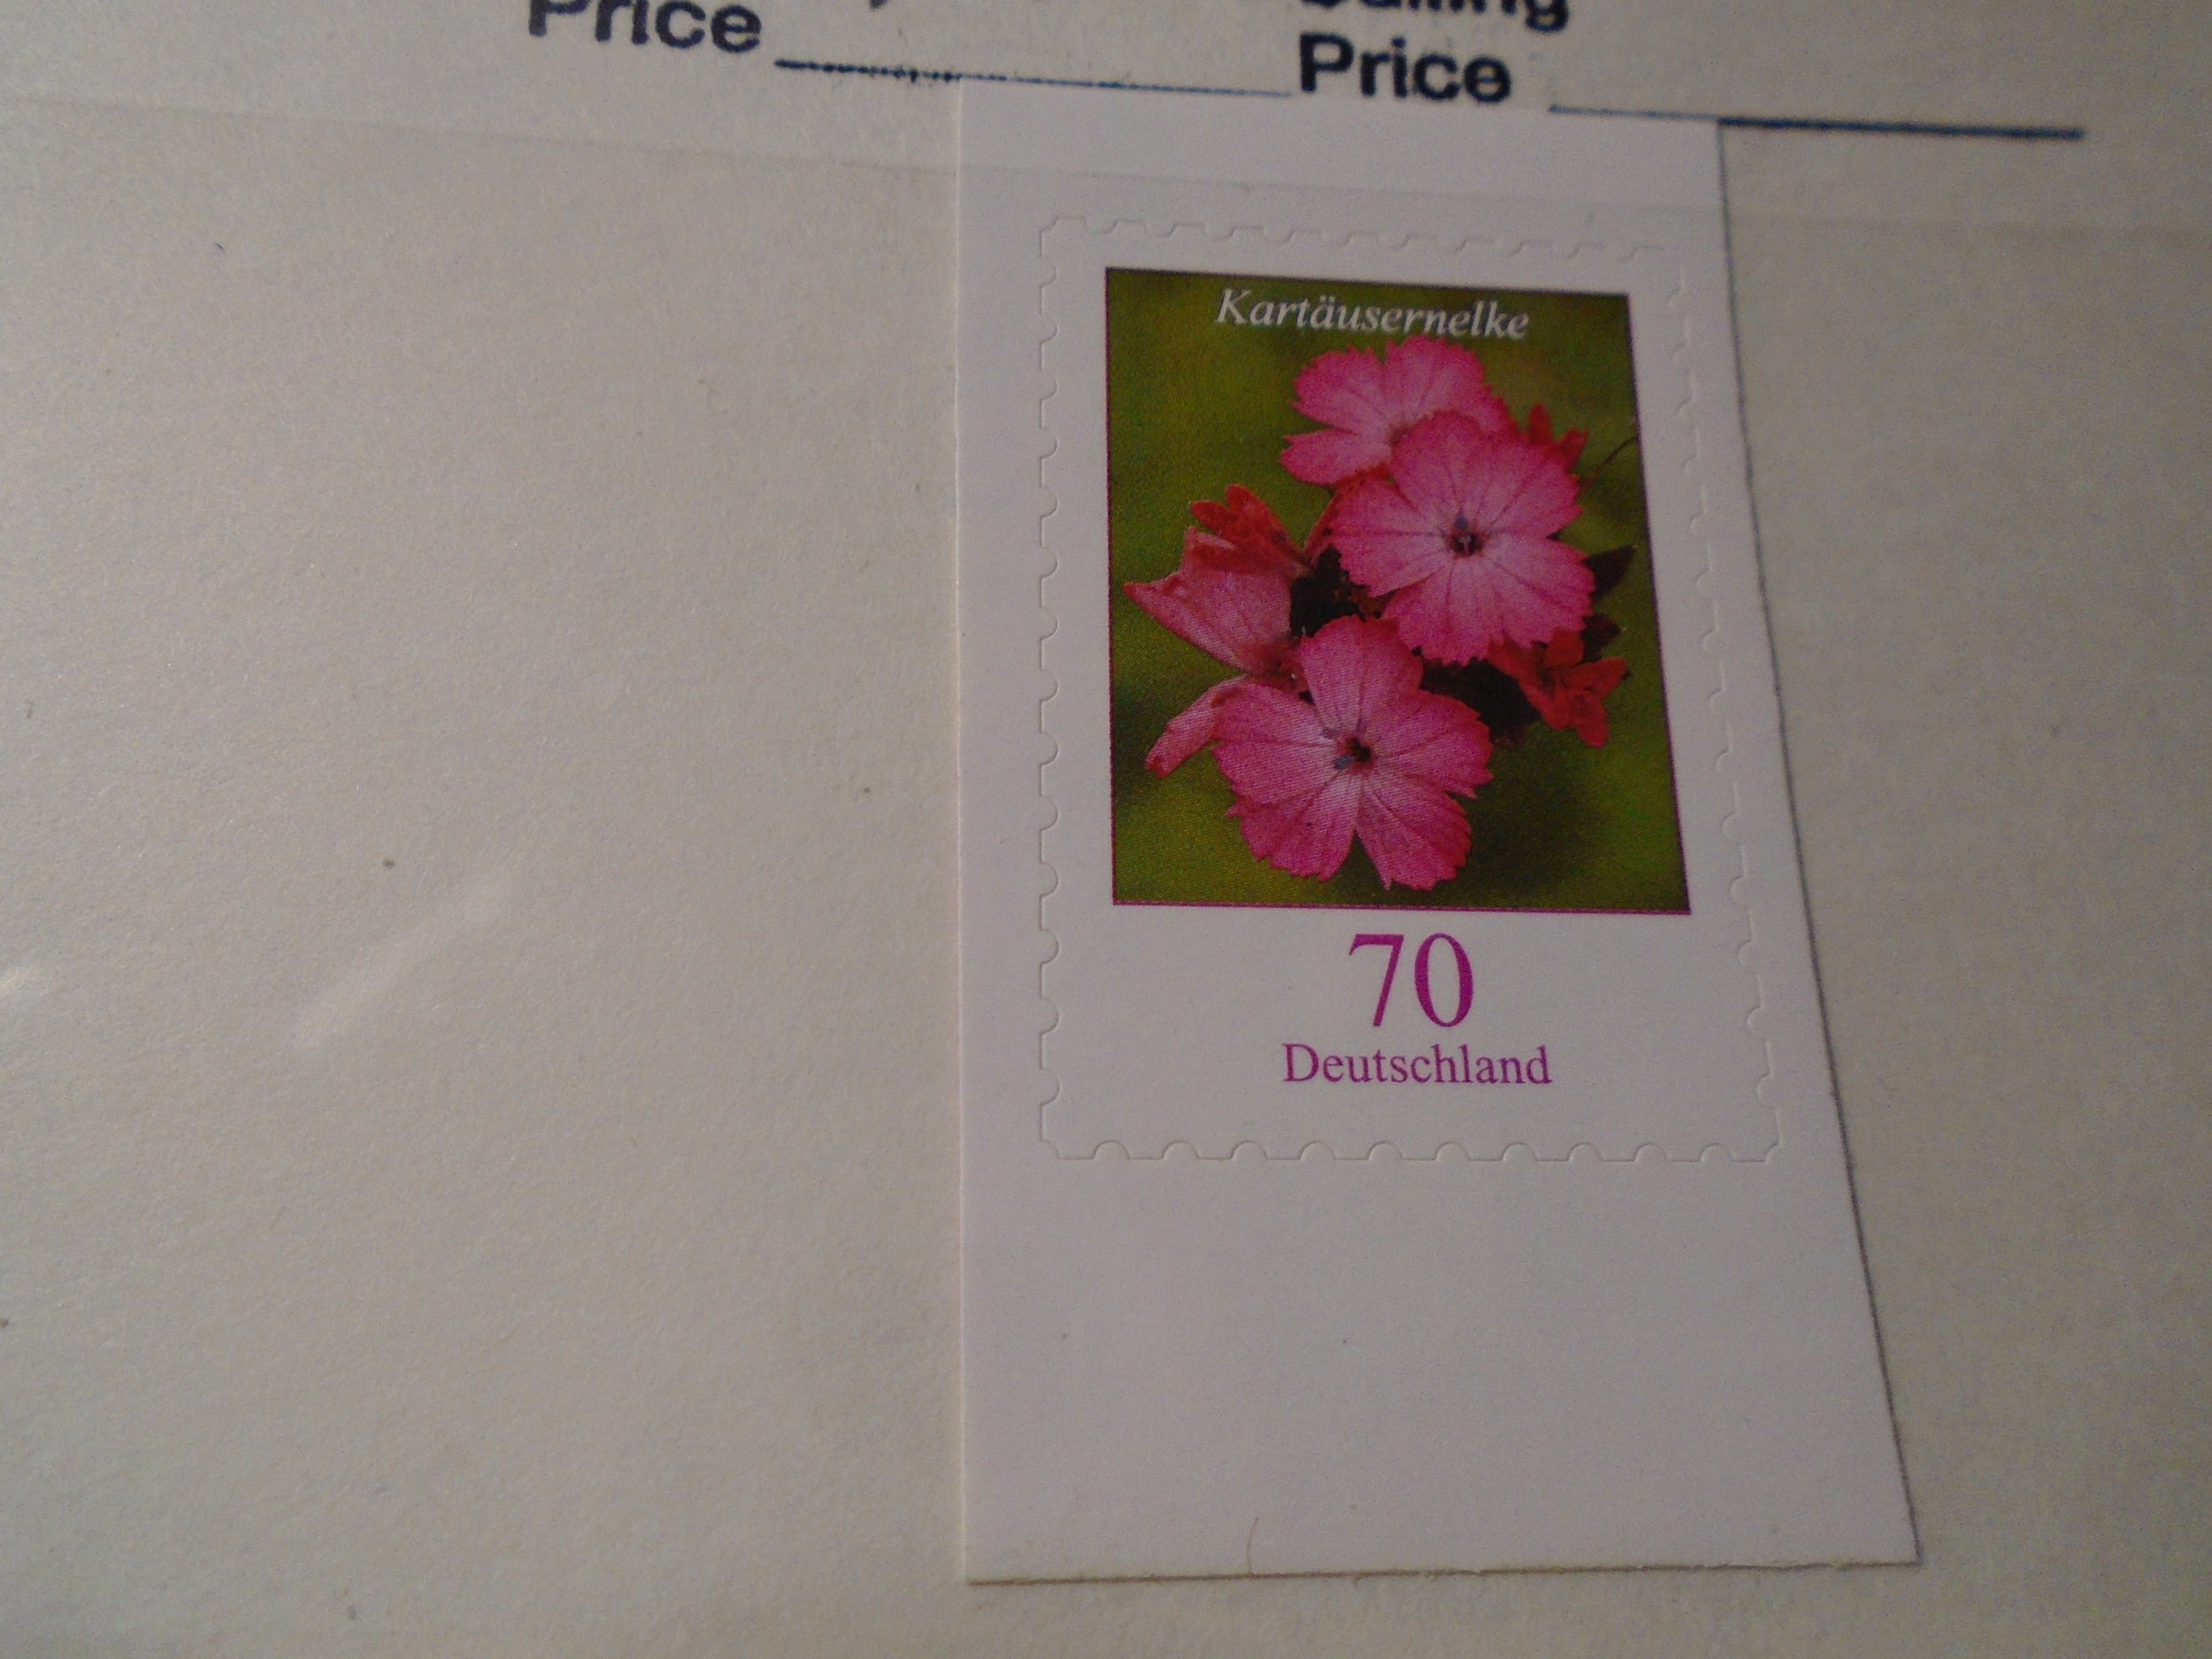 Price
Price
Kartäusernelke
70
Deutschland